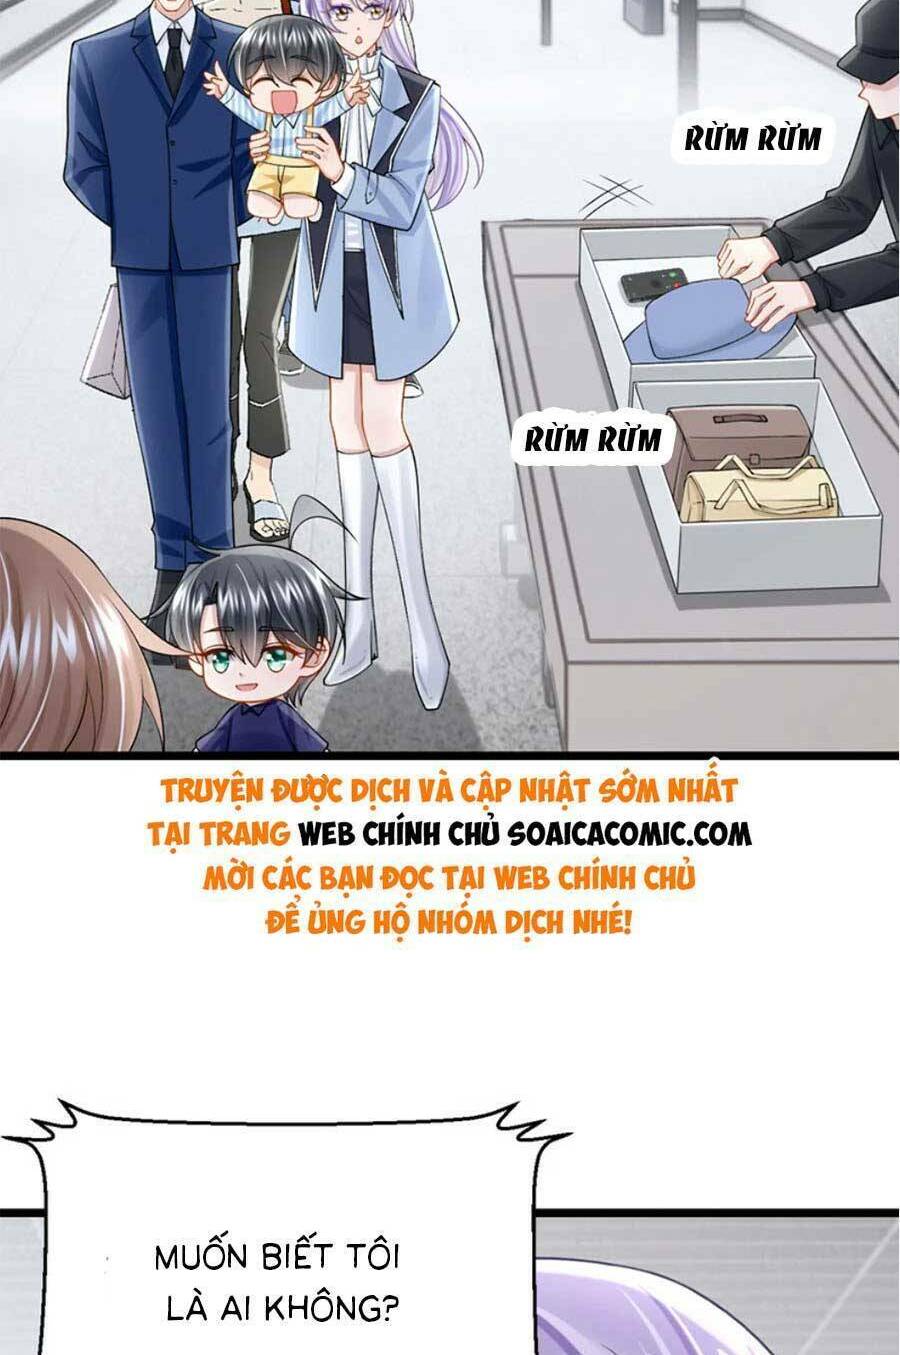 RỪM RỪM
RỪM RỪM
TRUYỆN ĐƯỢC DỊCH VÀ CẬP NHẬT SỚM NHẤT
TẠI TRANG WEB CHÍNH CHỦ SOAICACOMIC.COM
MỜI CÁC BẠN ĐỌC TẠI WEB CHÍNH CHỦ
ĐỂ ỦNG HỘ NHÓM DỊCH NHÉ!
MUỐN BIẾT TÔI
LÀ AI KHÔNG?